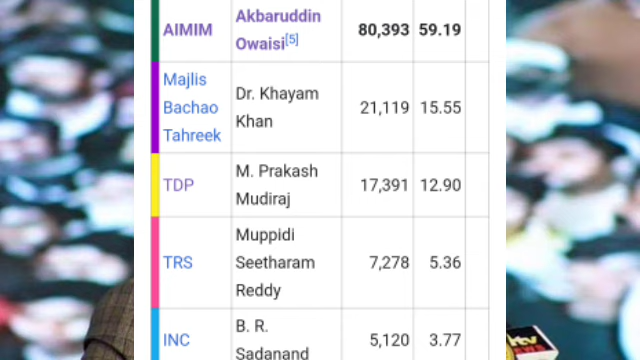 AIMIM Akbaruddin Owaisi[5] 80,393 59.19
Majlis Bachao Tahreek Dr. Khayam Khan 21,119 15.55
TDP M. Prakash Mudiraj 17,391 12.90
TRS Muppidi Seetharam Reddy 7,278 5.36
INC B. R. Sadanand 5,120 3.77